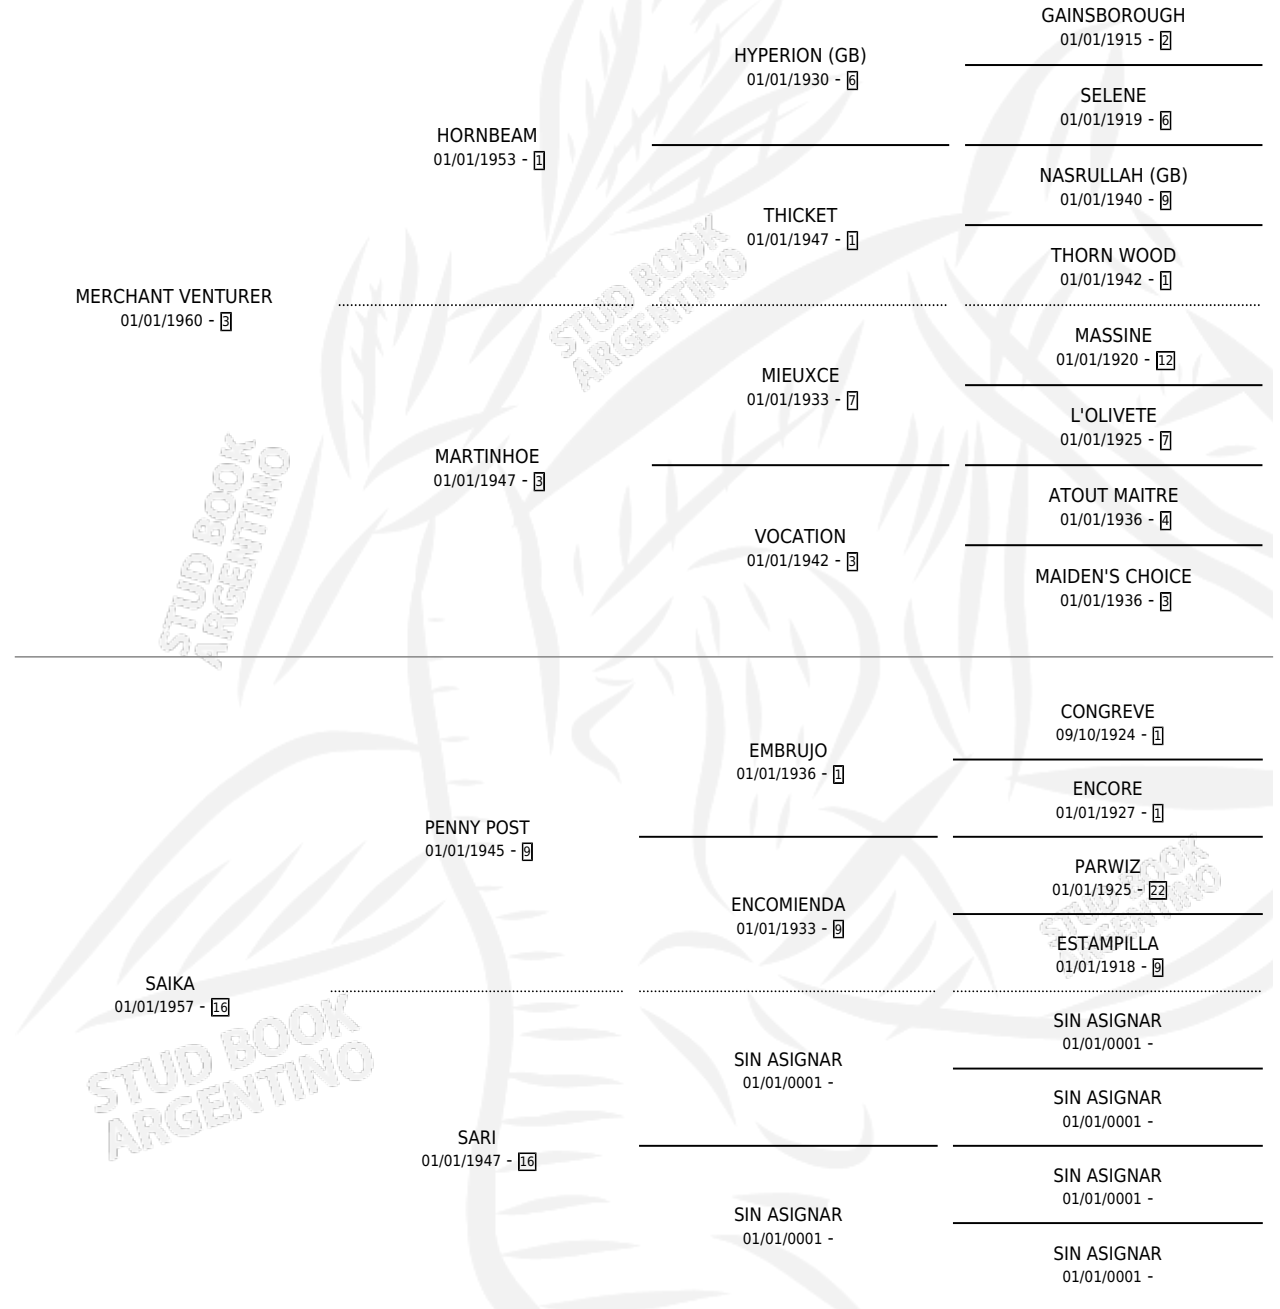 GAINSBOROUGH
01/01/1915 - 2
HYPERION (GB)
01/01/1930 - 6
SELENE
01/01/1919 - 6
HORNBEAM
01/01/1953 - 1
NASRULLAH (GB)
01/01/1940 - 9
THICKET
01/01/1947 - 1
THORN WOOD
01/01/1942 - 1
MERCHANT VENTURER
01/01/1960 - 3
MASSINE
01/01/1920 - 12
MIEUXCE
01/01/1933 - 7
L'OLIVETE
01/01/1925 - 7
MARTINHOE
01/01/1947 - 3
ATOUT MAITRE
01/01/1936 - 4
VOCATION
01/01/1942 - 3
MAIDEN'S CHOICE
01/01/1936 - 3
CONGREVE
09/10/1924 - 1
EMBRUJO
01/01/1936 - 1
ENCORE
01/01/1927 - 1
PENNY POST
01/01/1945 - 9
PARWIZ
01/01/1925 - 22
ENCOMIENDA
01/01/1933 - 9
ESTAMPILLA
01/01/1918 - 9
SAIKA
01/01/1957 - 16
SIN ASIGNAR
01/01/0001 -
SIN ASIGNAR
01/01/0001 -
SIN ASIGNAR
01/01/0001 -
SARI
01/01/1947 - 16
SIN ASIGNAR
01/01/0001 -
SIN ASIGNAR
01/01/0001 -
SIN ASIGNAR
01/01/0001 -
STUD BOOK
ARGENTINO
STUD BOOK
ARGENTINO
STUD BOOK
ARGENTINO
STUD BOOK
ARGENTINO